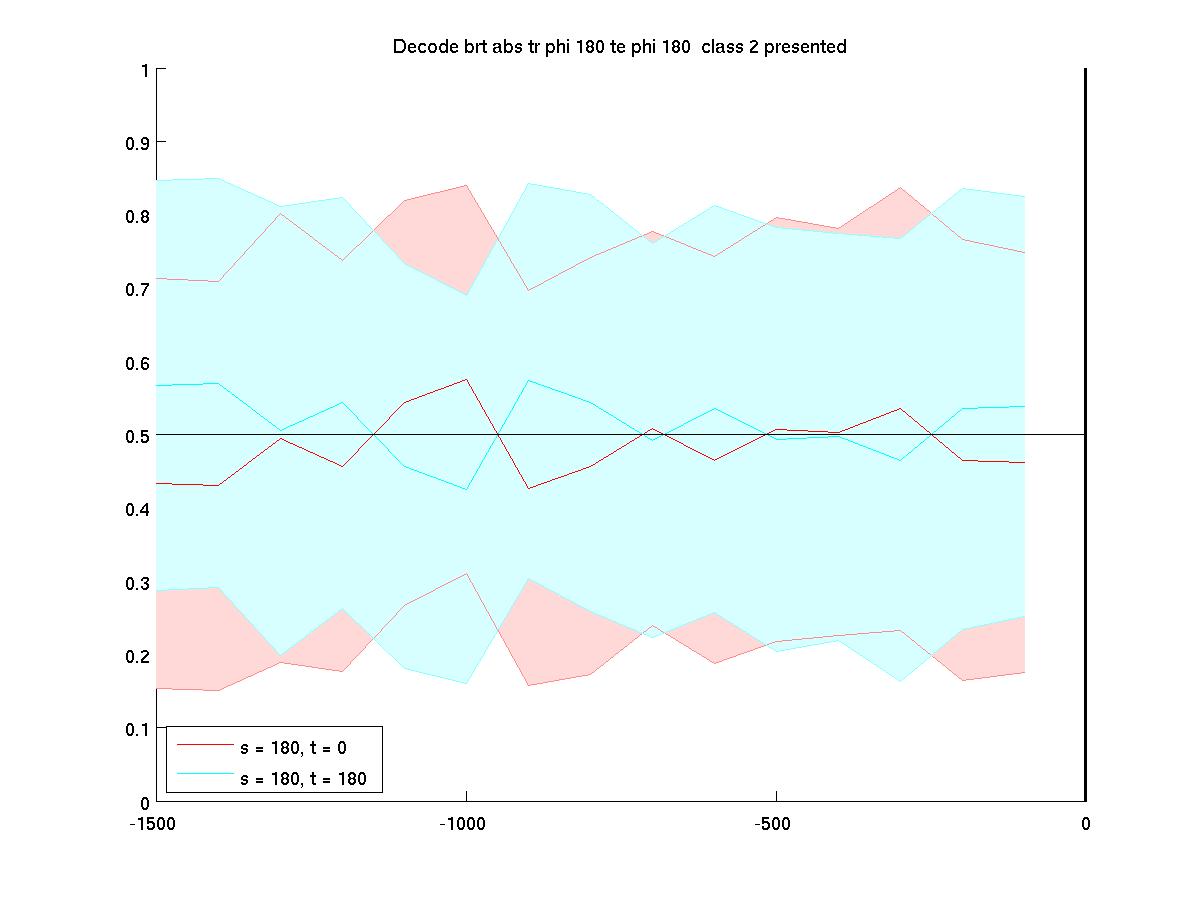 Decode brt abs tr phi 180 te phi 180  class 2 presented
1
0.9
0.8
0.7
0.6
0.5
0.4
0.3
0.2
0.1
0
s = 180, t = 0
s = 180, t = 180
-1500 -1000 -500 0